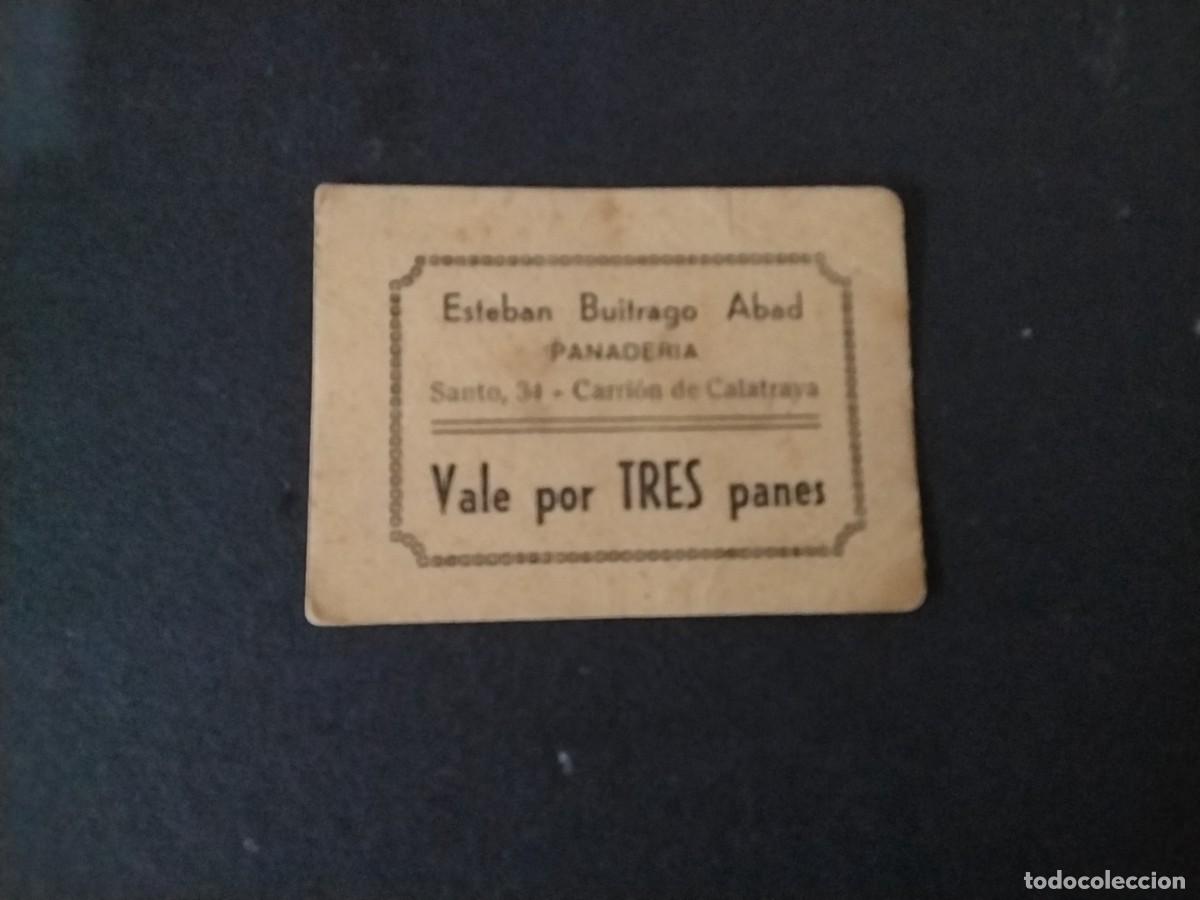 Esteban Buitrago Abad
PANADERIA
Santo, 34 - Carrión de Calatrava
Vale por TRES panes
todocoleccion